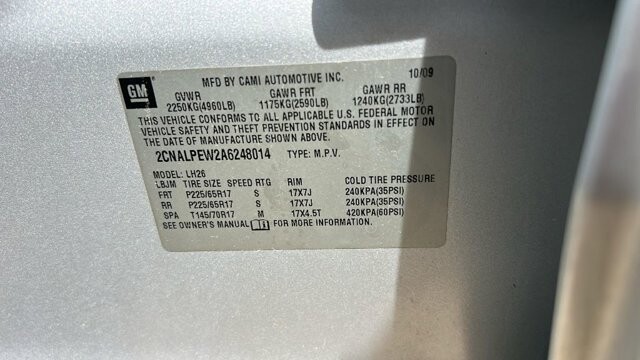 GM
MFD BY CAMI AUTOMOTIVE INC. 10/09
GVWR GAWR FRT GAWR RR
2250KG(4960LB) 1175KG(2590LB) 1240KG(2733LB)
THIS VEHICLE CONFORMS TO ALL APPLICABLE U.S. FEDERAL MOTOR
VEHICLE SAFETY AND THEFT PREVENTION STANDARDS IN EFFECT ON
THE DATE OF MANUFACTURE SHOWN ABOVE.
2CNALPEW2A6248014 TYPE: M.P.V.
MODEL: LH26
LBJM TIRE SIZE SPEED RTG RIM COLD TIRE PRESSURE
FRT P225/65R17 S 17X7J 240KPA(35PSI)
RR P225/65R17 S 17X7J 240KPA(35PSI)
SPA T145/70R17 M 17X4.5T 420KPA(60PSI)
SEE OWNER'S MANUAL FOR MORE INFORMATION.